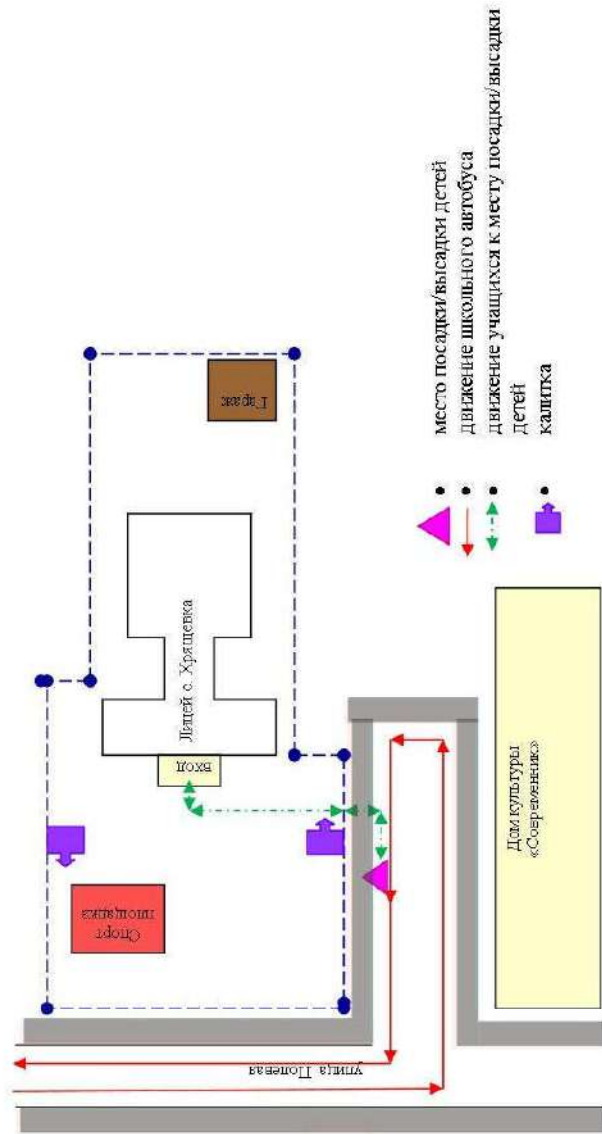 Гараж
Лицей с. Хрящевка
вход
Спорт
площадка
улица Полевая
Дом культуры
«Современник»
• место посадки/высадки детей
• движение школьного автобуса
• движение учащихся к месту посадки/высадки
детей
• калитка